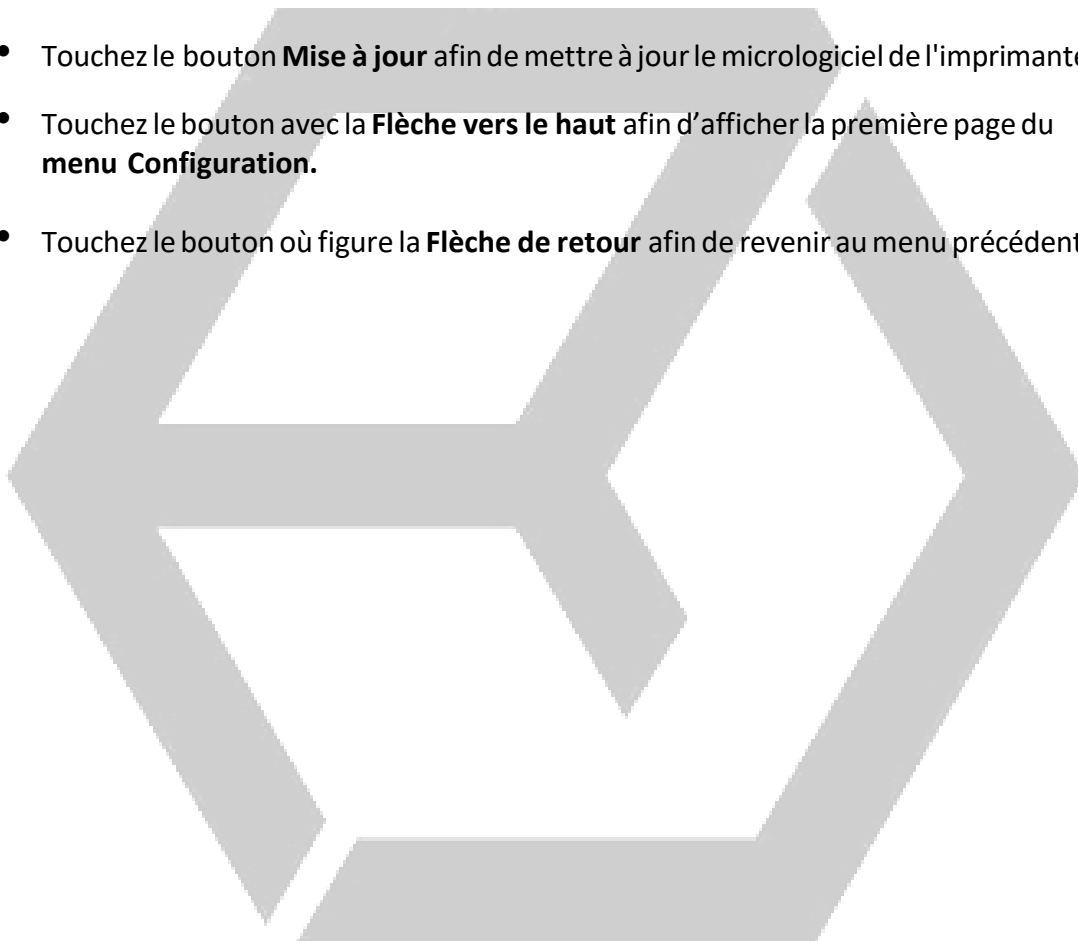 • Touchez le bouton Mise à jour afin de mettre à jour le micrologiciel de l'imprimante
• Touchez le bouton avec la Flèche vers le haut afin d’afficher la première page du
menu Configuration.
• Touchez le bouton où figure la Flèche de retour afin de revenir au menu précédent